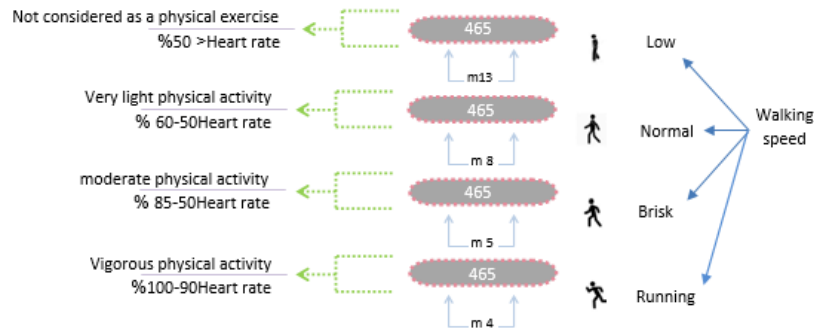 Not considered as a physical exercise
%50 >Heart rate
465
m13
Low
Very light physical activity
% 60-50Heart rate
465
m 8
Normal
Walking
speed
moderate physical activity
% 85-50Heart rate
465
m 5
Brisk
Vigorous physical activity
%100-90Heart rate
465
m 4
Running